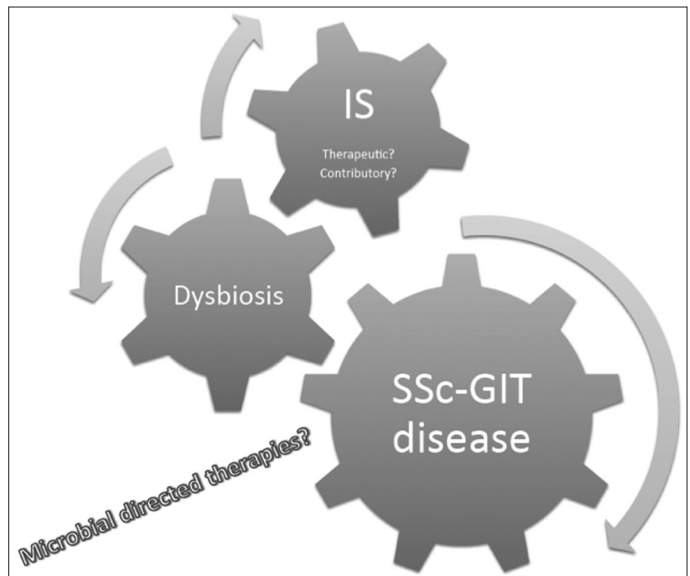 IS
Therapeutic?
Contributory?
Dysbiosis
SSc-GIT
disease
Microbial directed therapies?